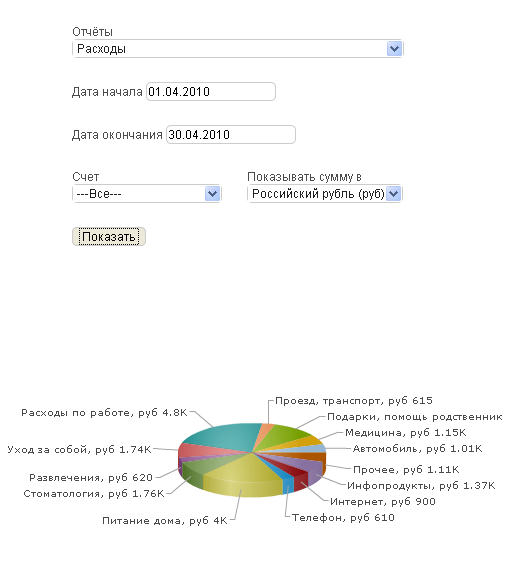 Отчёты
Расходы
Дата начала 01.04.2010
Дата окончания 30.04.2010
Счет Показывать сумму в
---Все--- Российский рубль (руб)
Показать
Проезд, транспорт, руб 615
Расходы по работе, руб 4.8K
Подарки, помощь родственник
Медицина, руб 1.15K
Уход за собой, руб 1.74K
Автомобиль, руб 1.01K
Прочее, руб 1.11K
Развлечения, руб 620
Инфопродукты, руб 1.37K
Стоматология, руб 1.76K
Интернет, руб 900
Питание дома, руб 4K
Телефон, руб 610